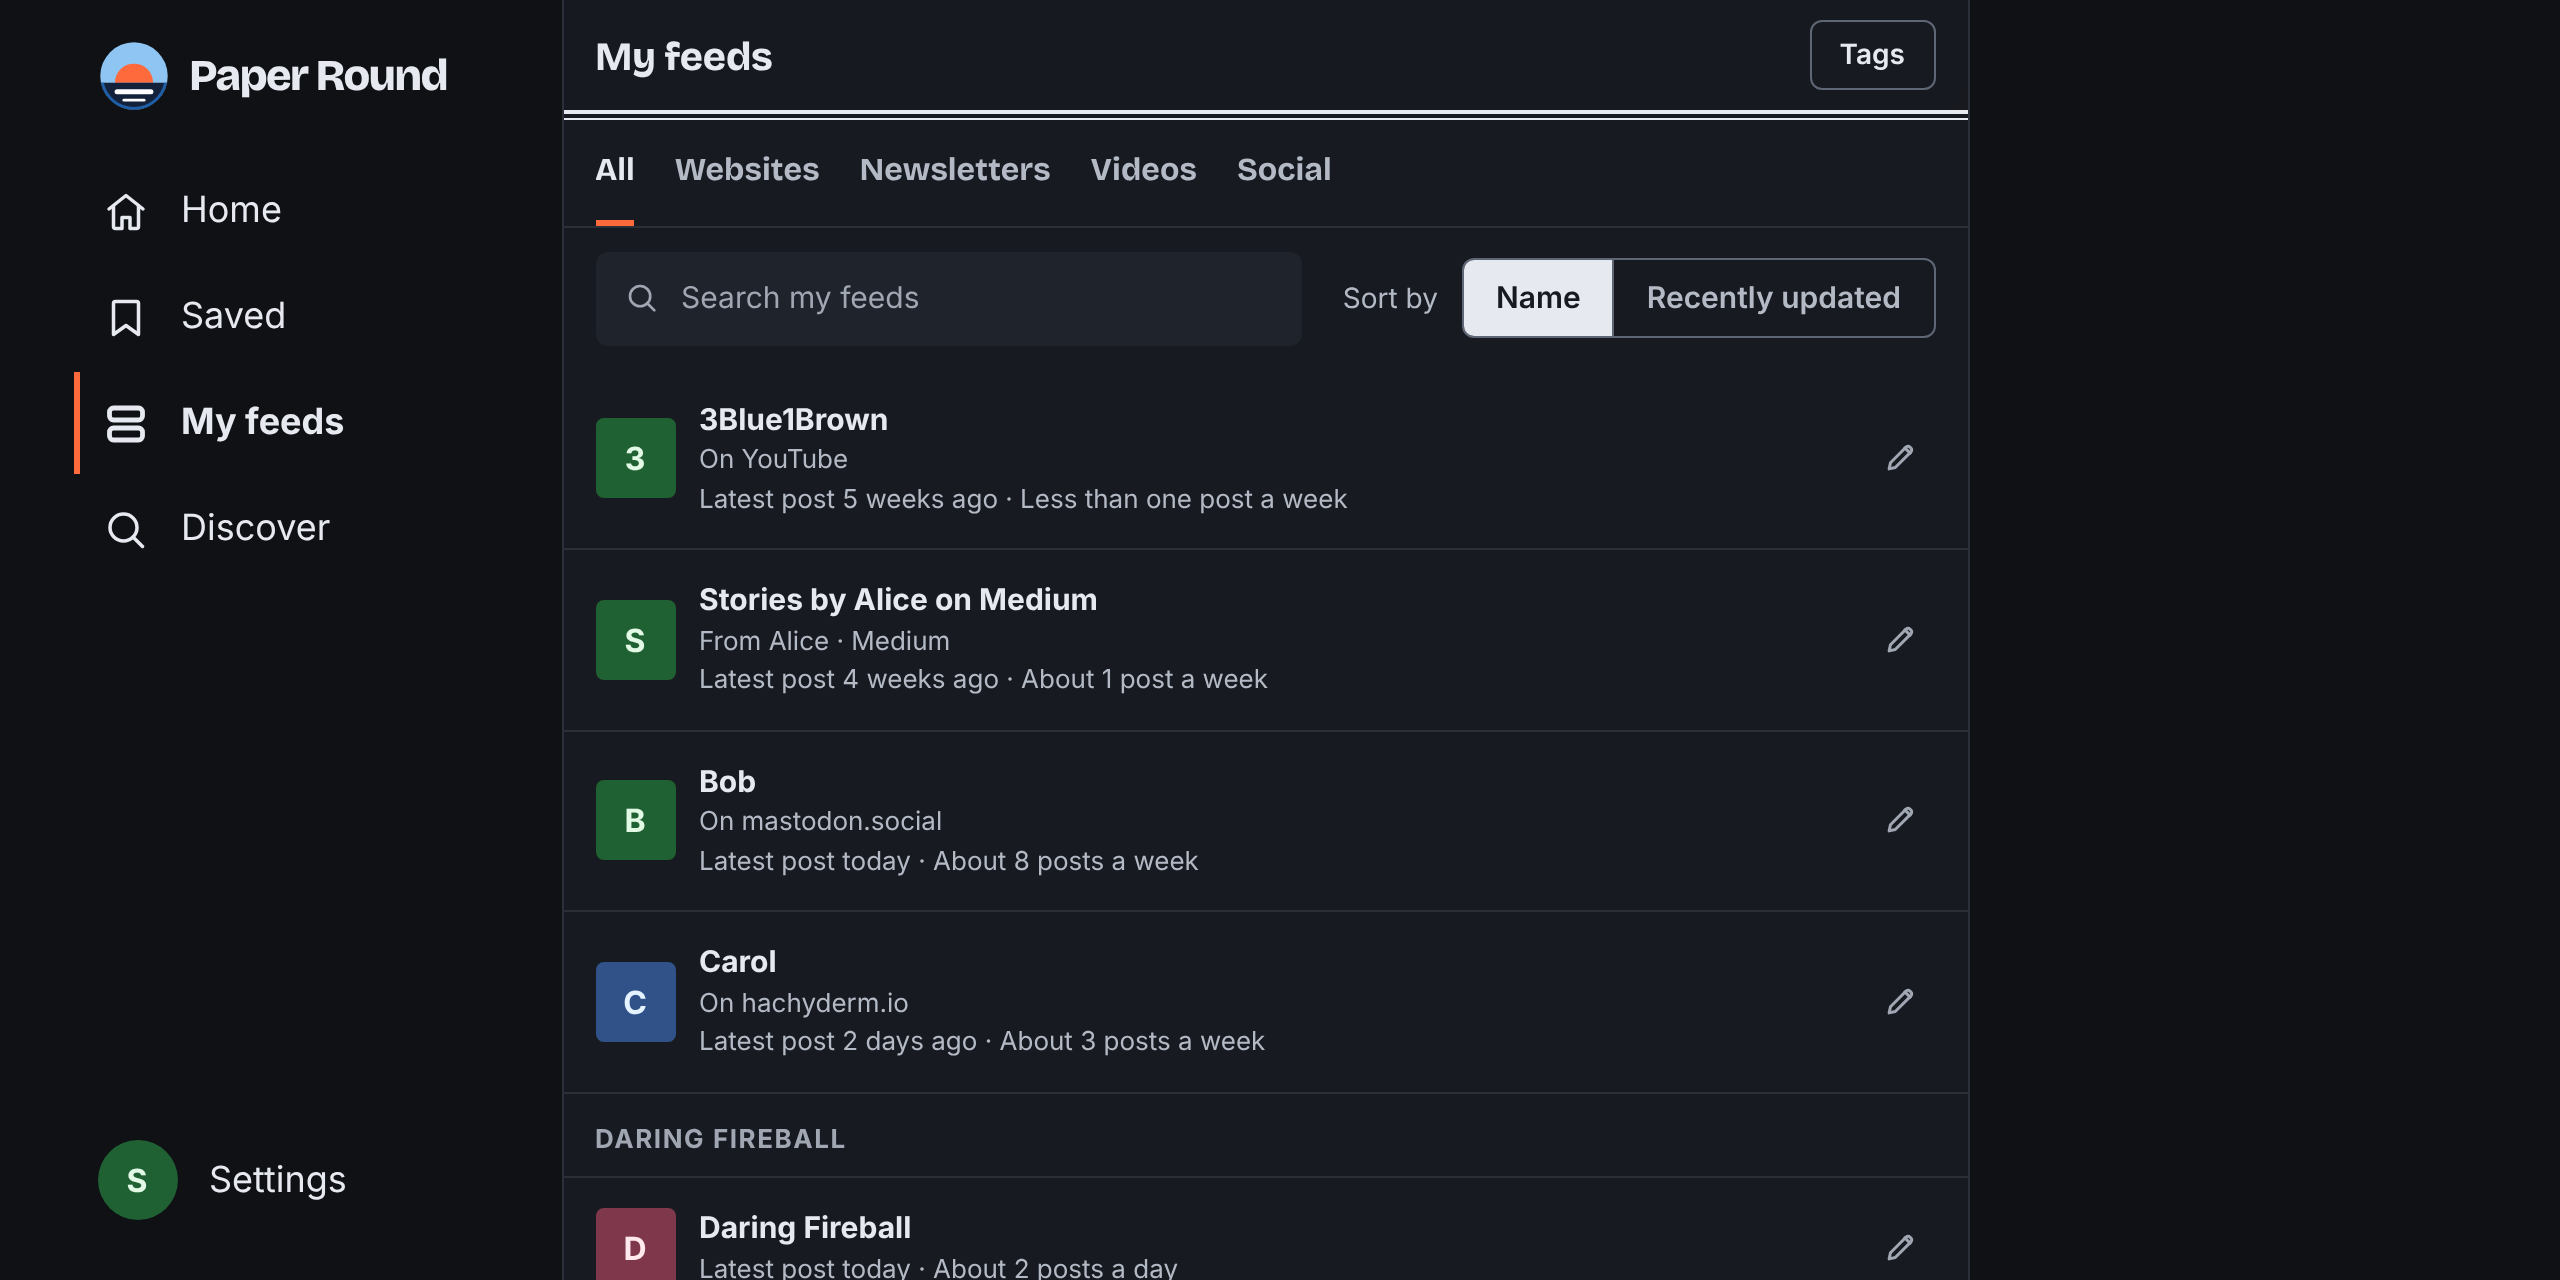 Paper Round
Home
Saved
My feeds
Discover
S
Settings
My feeds
Tags
All Websites Newsletters Videos Social
Search my feeds
Sort by Name Recently updated
3
3Blue1Brown
On YouTube
Latest post 5 weeks ago · Less than one post a week
S
Stories by Alice on Medium
From Alice · Medium
Latest post 4 weeks ago · About 1 post a week
B
Bob
On mastodon.social
Latest post today · About 8 posts a week
C
Carol
On hachyderm.io
Latest post 2 days ago · About 3 posts a week
DARING FIREBALL
D
Daring Fireball
Latest post today · About 2 posts a day